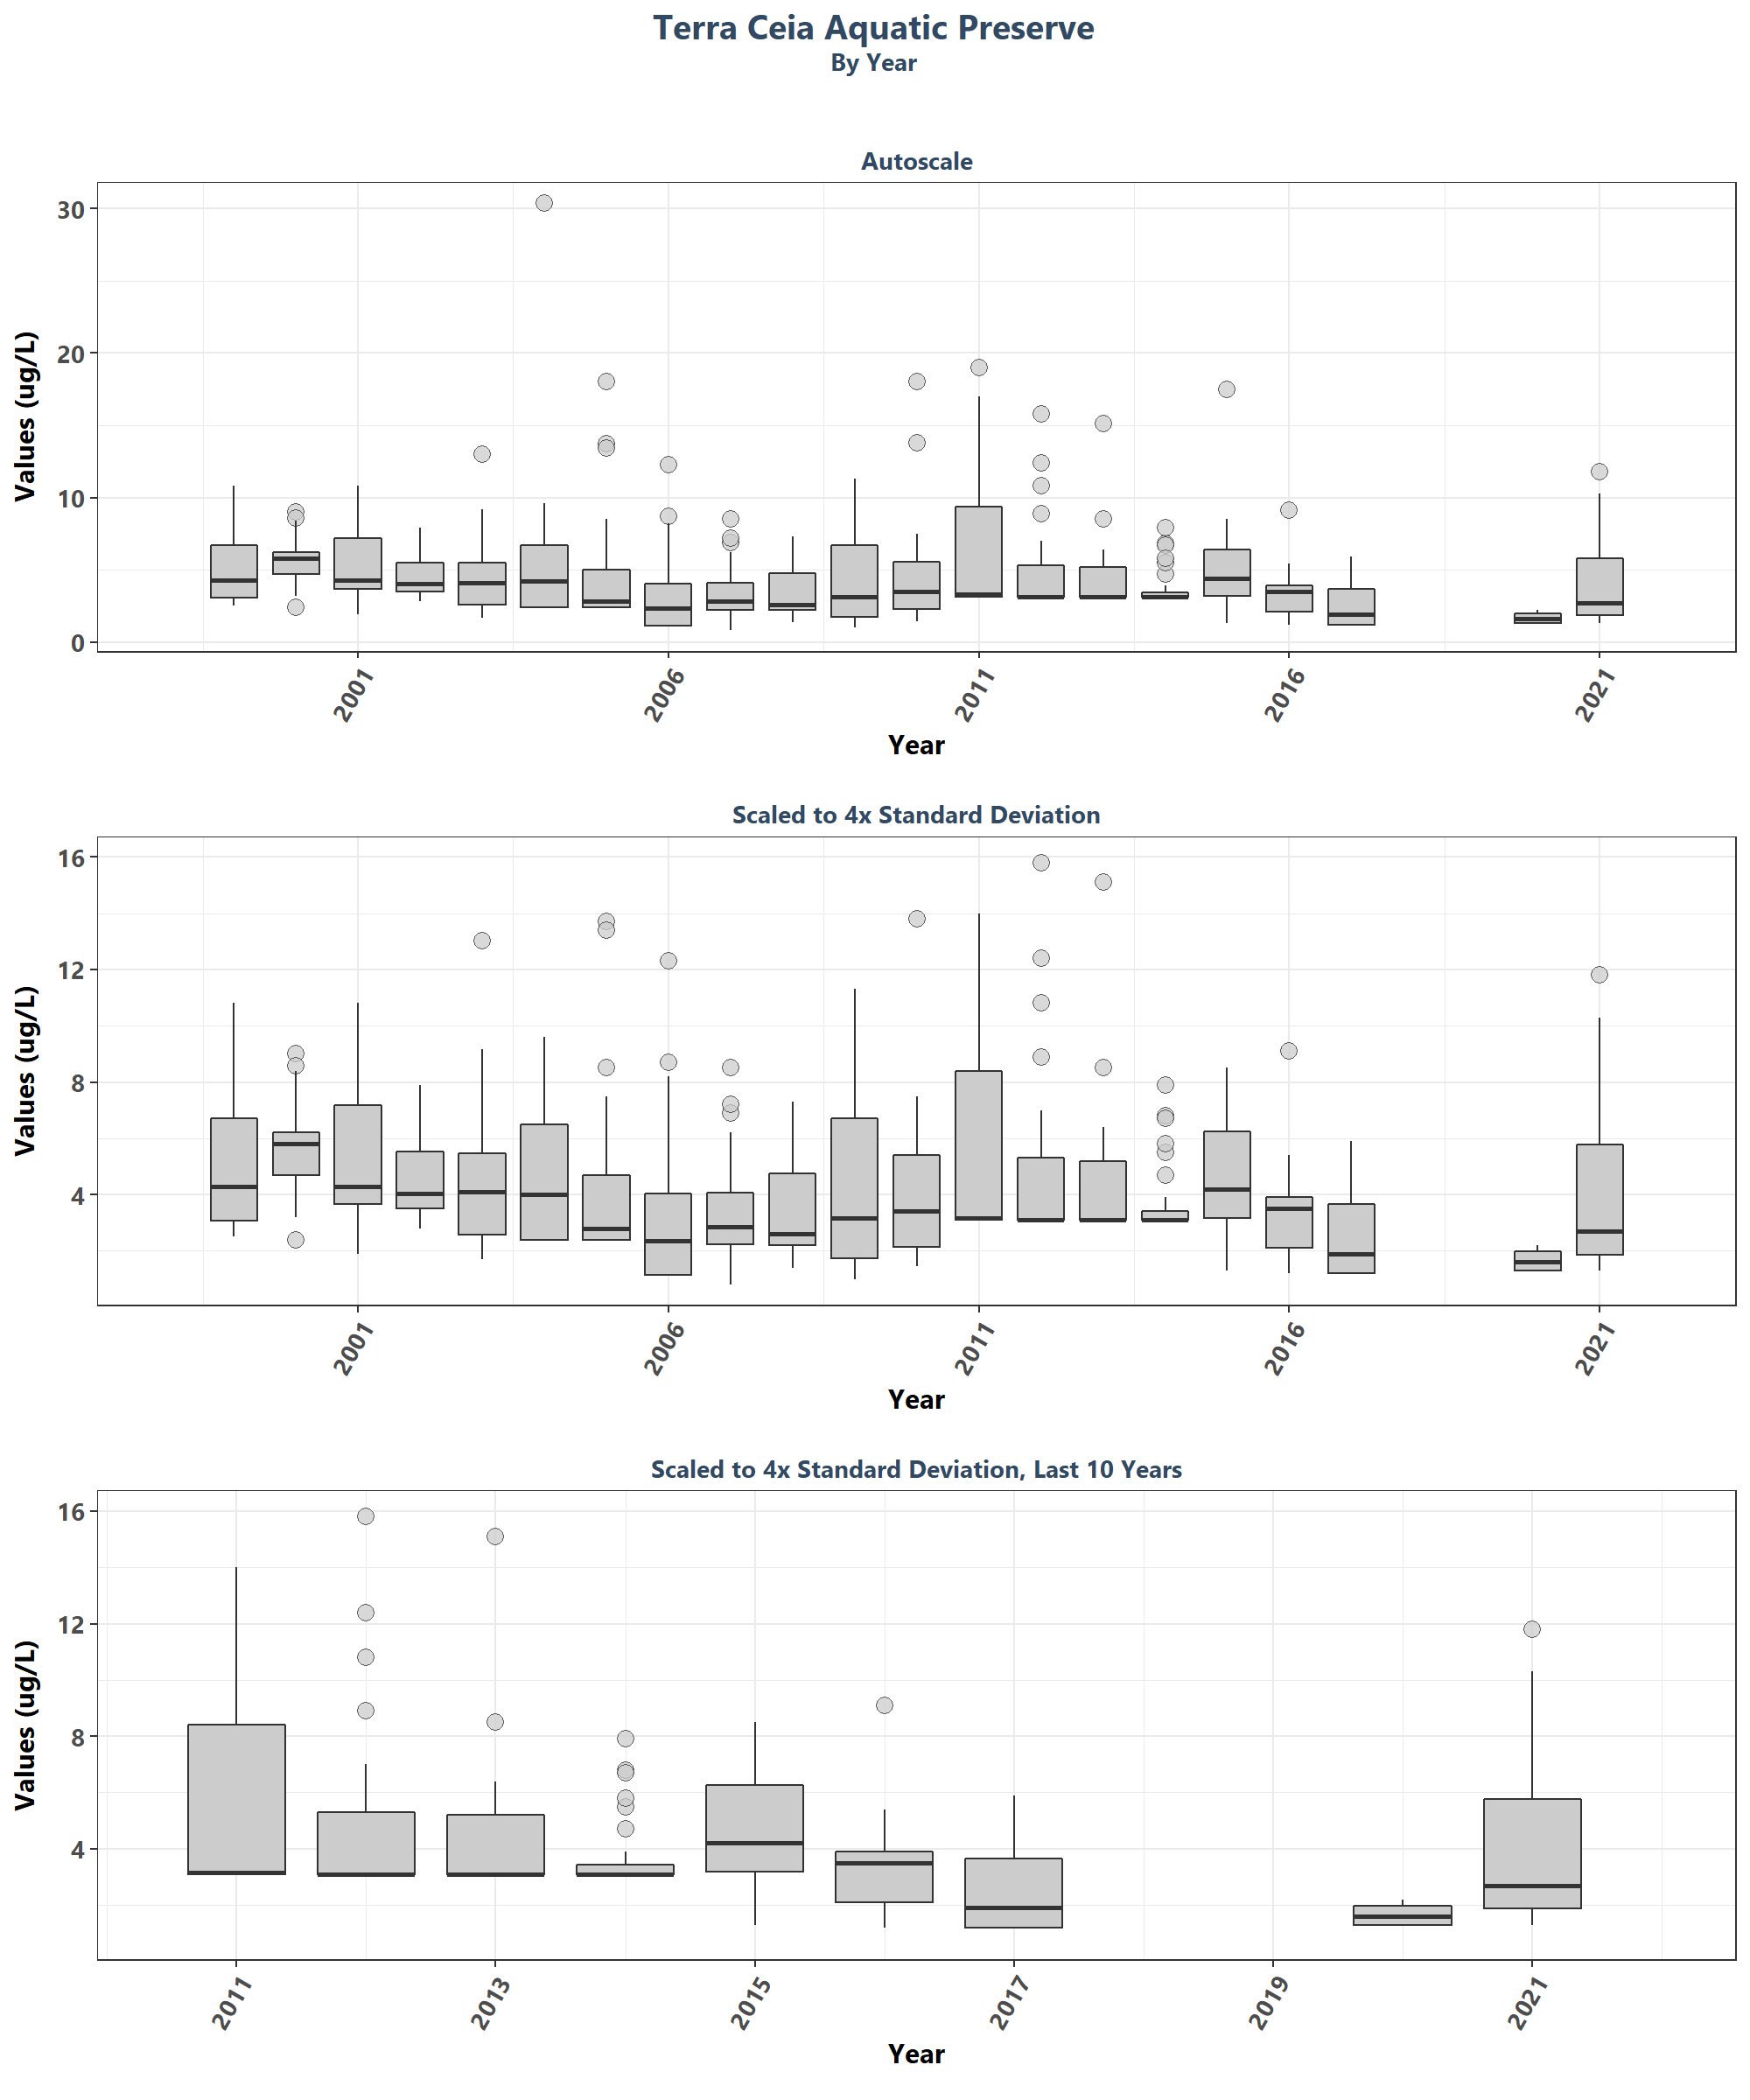 Terra Ceia Aquatic Preserve
By Year
Autoscale
Values (ug/L)
30
20
10
0
2001
2006
2011
2016
2021
Year
Scaled to 4x Standard Deviation
Values (ug/L)
16
12
8
4
2001
2006
2011
2016
2021
Year
Scaled to 4x Standard Deviation, Last 10 Years
Values (ug/L)
16
12
8
4
2011
2013
2015
2017
2019
2021
Year